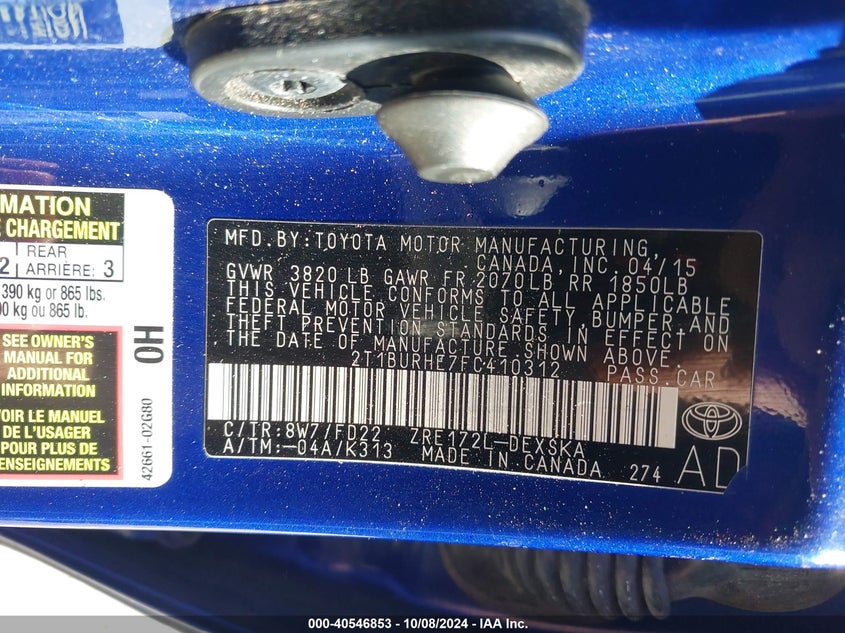 MATION
CHARGEMENT
2 REAR
ARRIÈRE: 3
390 kg or 865 lbs.
0 kg ou 865 lb.
SEE OWNER'S
MANUAL FOR
ADDITIONAL
INFORMATION
VOIR LE MANUEL
DE L'USAGER
POUR PLUS DE
RENSEIGNEMENTS
OH
42661-02G80
MFD.BY:TOYOTA MOTOR MANUFACTURING,
CANADA, INC. 04/15
GVWR 3820 LB GAWR FR 2070LB RR 1850LB
THIS VEHICLE CONFORMS TO ALL APPLICABLE
FEDERAL MOTOR VEHICLE SAFETY, BUMPER, AND
THEFT PREVENTION STANDARDS IN EFFECT ON
THE DATE OF MANUFACTURE SHOWN ABOVE.
2T1BURHE7FC410312 PASS.CAR
C/TR:8W7/FD22 ZRE172L-DEXSKA
A/TM:-04A/K313 MADE IN CANADA 274
AD
000-40546853 - 10/08/2024 - IAA Inc.